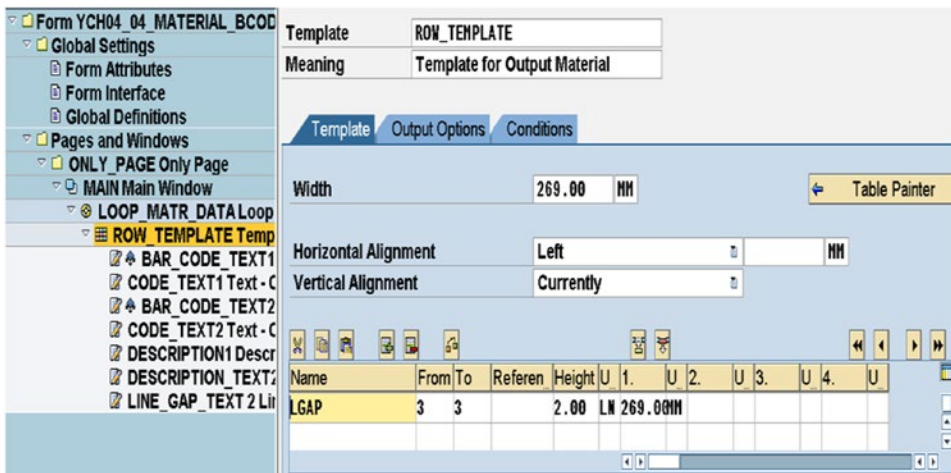 Form YCH04_04_MATERIAL_BCOD
Global Settings
Form Attributes
Form Interface
Global Definitions
Pages and Windows
ONLY_PAGE Only Page
MAIN Main Window
LOOP_MATR_DATA Loop
ROW_TEMPLATE Temp
BAR_CODE_TEXT1
CODE_TEXT1 Text - C
BAR_CODE_TEXT2
CODE_TEXT2 Text - C
DESCRIPTION1 Descr
DESCRIPTION_TEXT2
LINE_GAP_TEXT 2 Li
Template ROW_TEMPLATE
Meaning Template for Output Material
Template Output Options Conditions
Width 269.00 MM Table Painter
Horizontal Alignment Left MM
Vertical Alignment Currently
Name From To Referen Height U 1. U 2. U 3. U 4. U
LGAP 3 3 2.00 LN 269.00 MM